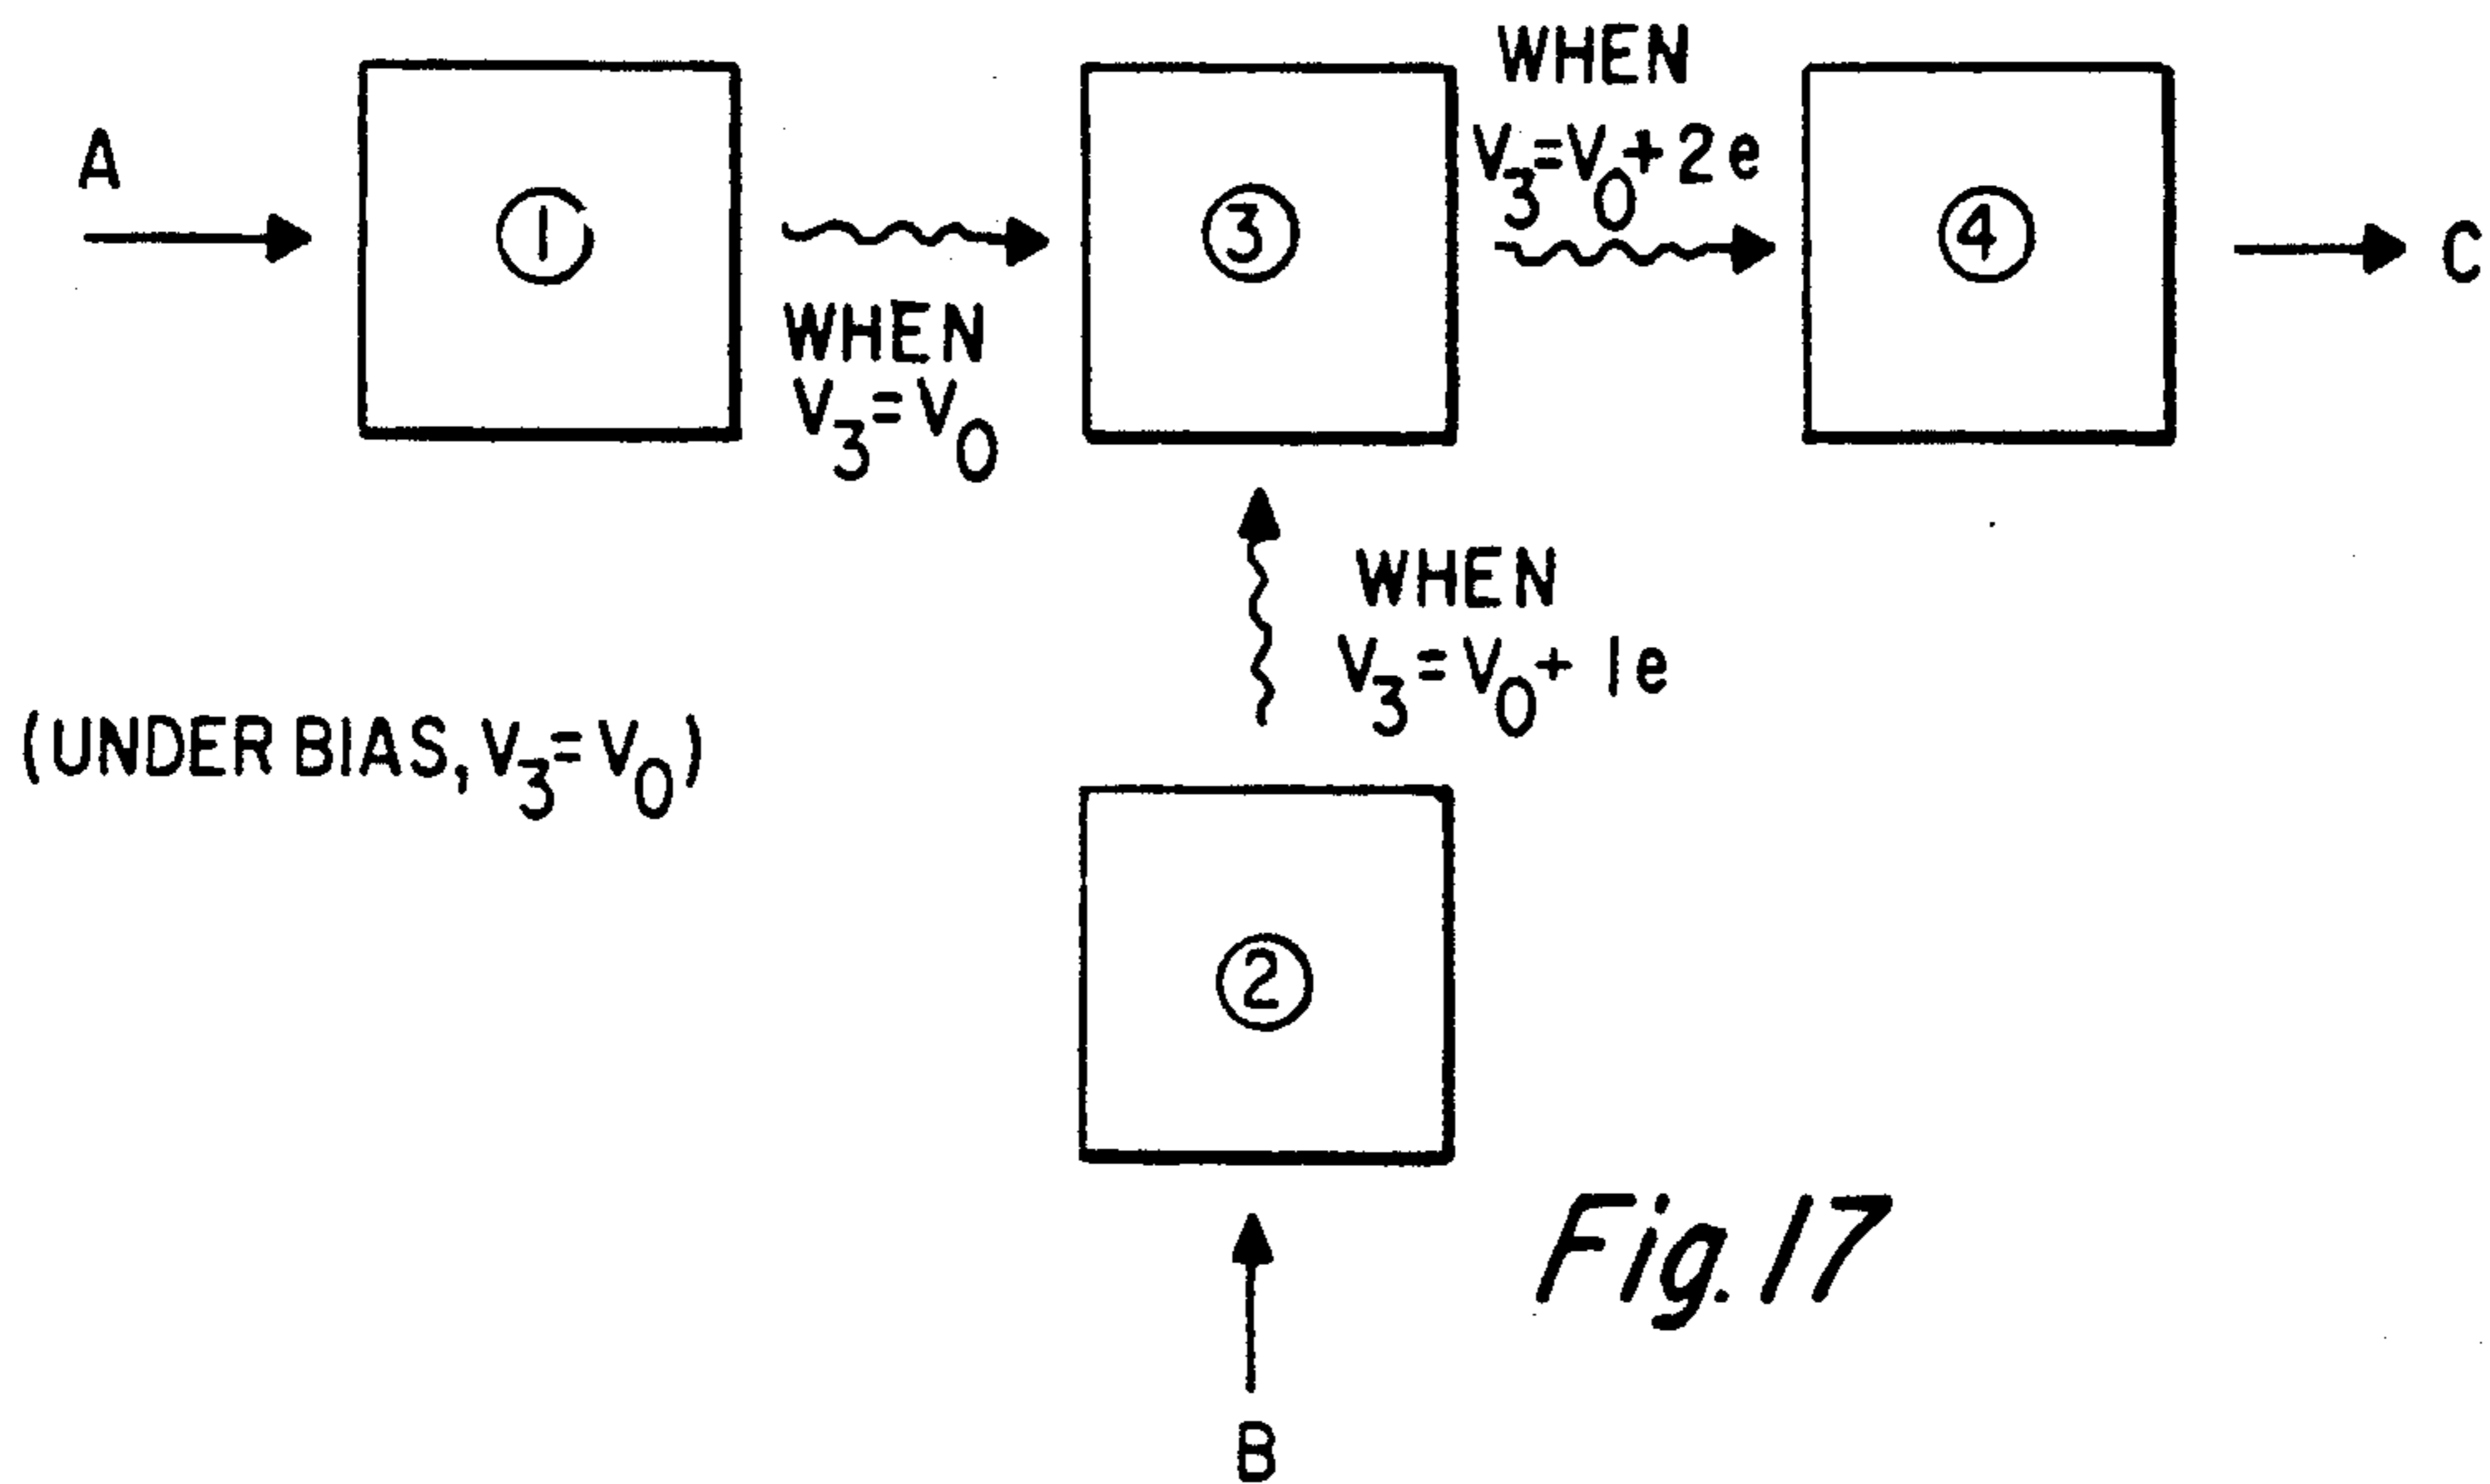 A
①
WHEN
V₃=V₀
③
WHEN
V₃=V₀+2e
④
C
WHEN
V₃=V₀+1e
(UNDER BIAS, V₃=V₀)
②
B
Fig.17